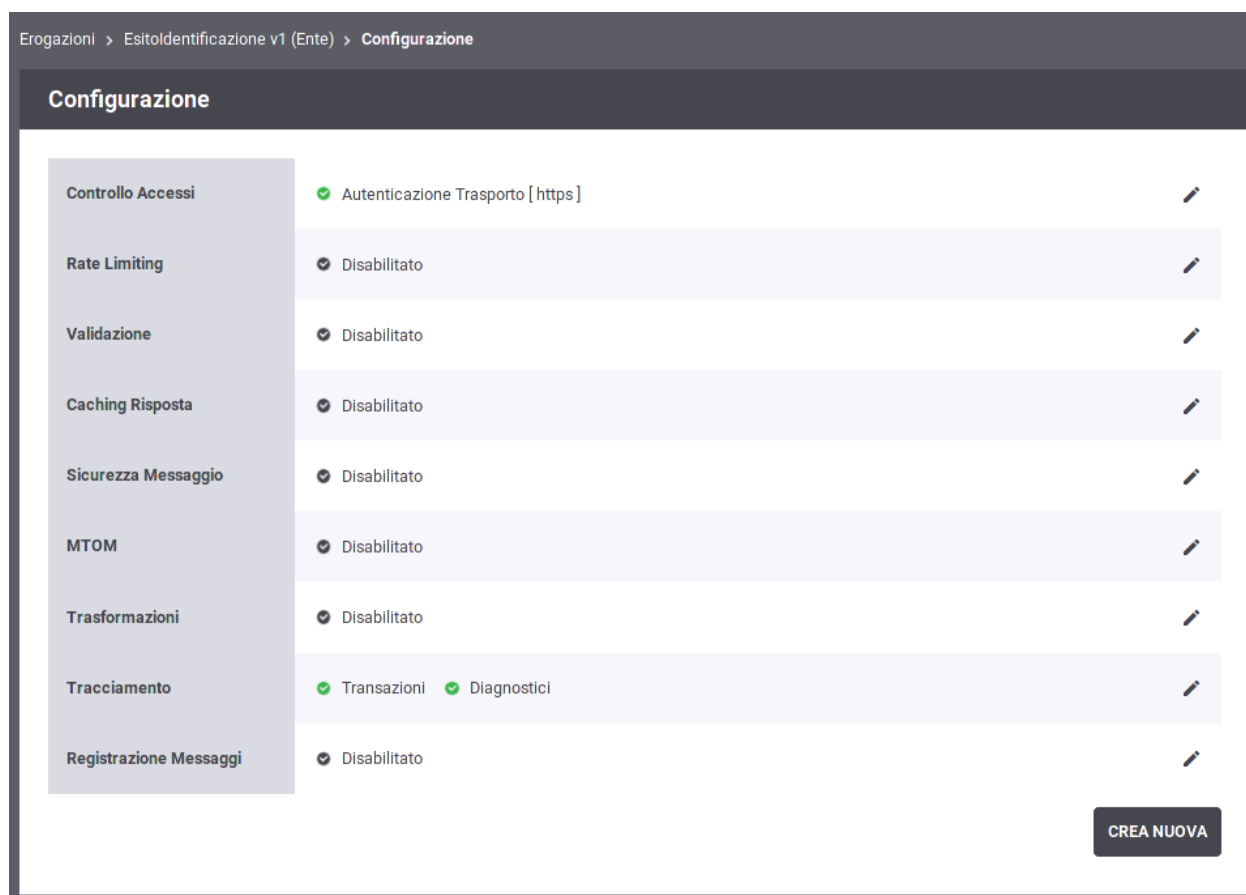 Erogazioni > EsitoIdentificazione v1 (Ente) > Configurazione
Configurazione
Controllo Accessi Autenticazione Trasporto [ https ]
Rate Limiting Disabilitato
Validazione Disabilitato
Caching Risposta Disabilitato
Sicurezza Messaggio Disabilitato
MTOM Disabilitato
Trasformazioni Disabilitato
Tracciamento Transazioni Diagnostici
Registrazione Messaggi Disabilitato
CREA NUOVA